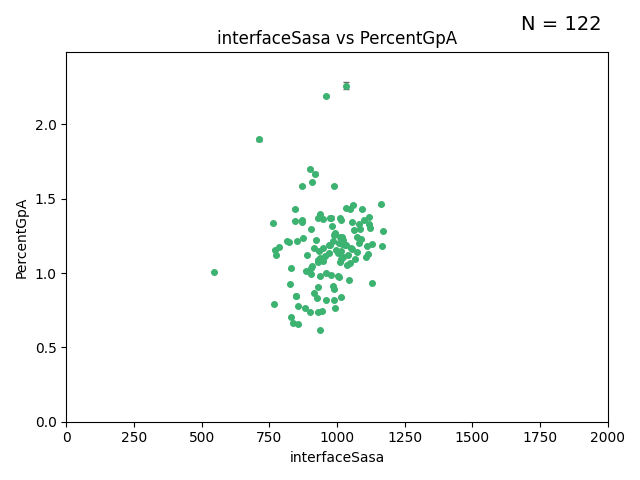 N = 122
interfaceSasa vs PercentGpA
PercentGpA
2.0
1.5
1.0
0.5
0.0
0 250 500 750 1000 1250 1500 1750 2000
interfaceSasa